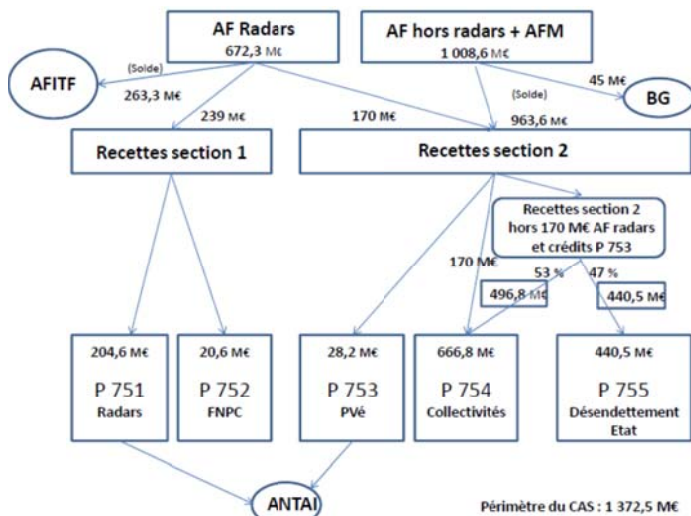 AF Radars
672,3 M€
AF hors radars + AFM
1 008,6 M€
AFITF
(Solde)
263,3 M€
239 M€
170 M€
(Solde)
963,6 M€
45 M€
BG
Recettes section 1
Recettes section 2
Recettes section 2
hors 170 M€ AF radars
et crédits P 753
170 M€
53 %
47 %
496,8 M€
440,5 M€
204,6 M€
P 751
Radars
20,6 M€
P 752
FNPC
28,2 M€
P 753
PVé
666,8 M€
P 754
Collectivités
440,5 M€
P 755
Désendettement
Etat
ANTAI
Périmètre du CAS : 1 372,5 M€